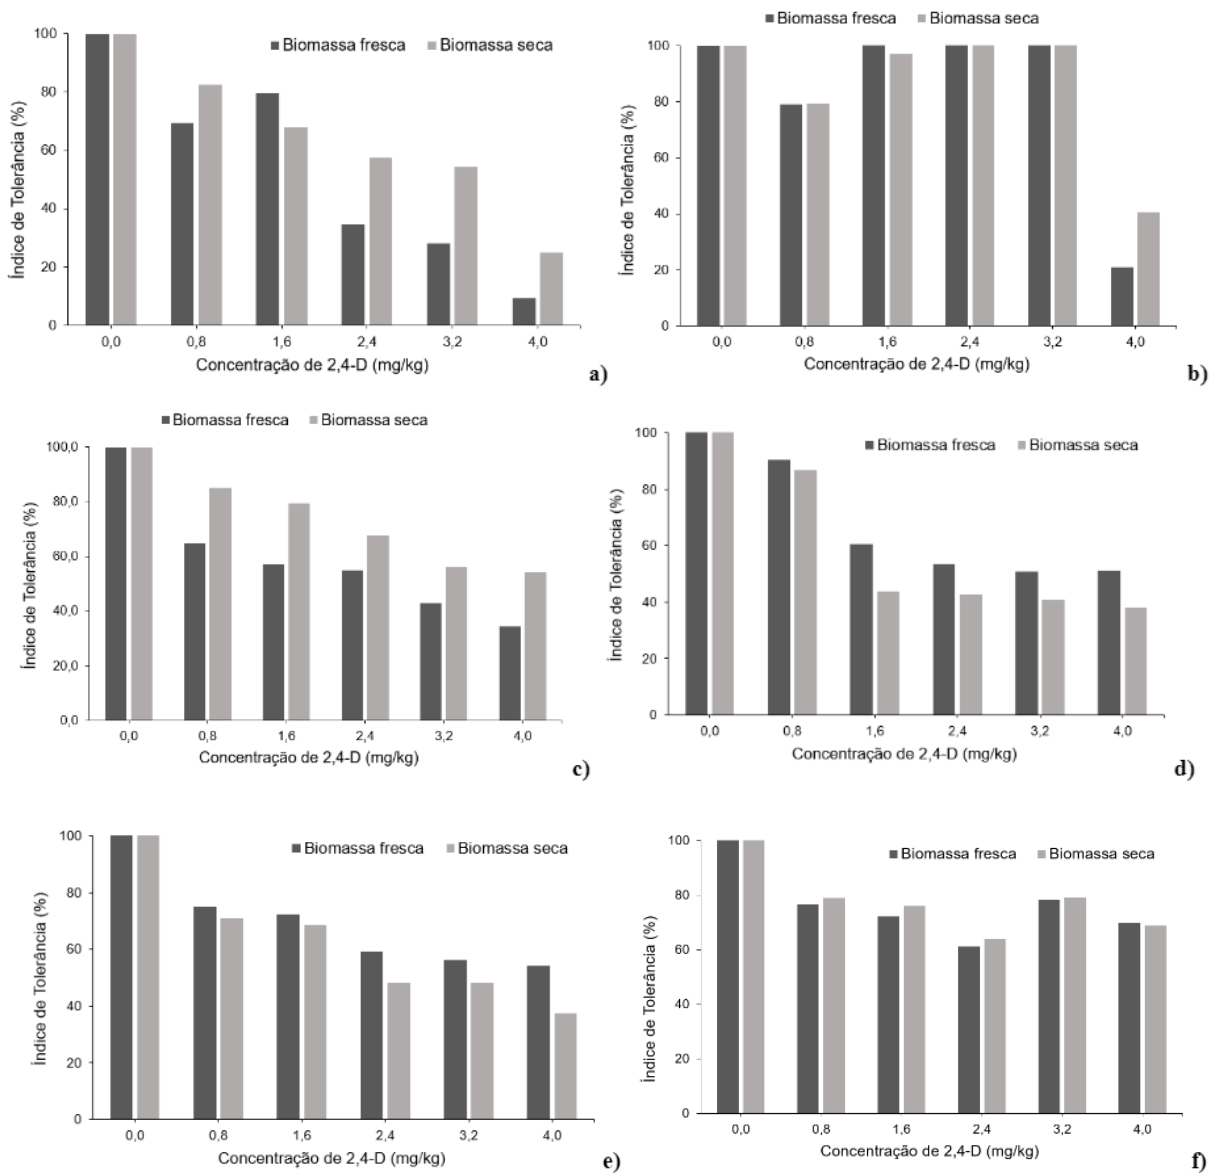 Biomassa fresca Biomassa seca
Índice de Tolerância (%)
100
80
60
40
20
0
0,0 0,8 1,6 2,4 3,2 4,0
Concentração de 2,4-D (mg/kg)
a)
Biomassa fresca Biomassa seca
Índice de Tolerância (%)
100
80
60
40
20
0
0,0 0,8 1,6 2,4 3,2 4,0
Concentração de 2,4-D (mg/kg)
b)
Biomassa fresca Biomassa seca
Índice de Tolerância (%)
100,0
80,0
60,0
40,0
20,0
0,0
0,0 0,8 1,6 2,4 3,2 4,0
Concentração de 2,4-D (mg/kg)
c)
Biomassa fresca Biomassa seca
Índice de Tolerância (%)
100
80
60
40
20
0
0,0 0,8 1,6 2,4 3,2 4,0
Concentração de 2,4-D (mg/kg)
d)
Biomassa fresca Biomassa seca
Índice de Tolerância (%)
100
80
60
40
20
0
0,0 0,8 1,6 2,4 3,2 4,0
Concentração de 2,4-D (mg/kg)
e)
Biomassa fresca Biomassa seca
Índice de Tolerância (%)
100
80
60
40
20
0
0,0 0,8 1,6 2,4 3,2 4,0
Concentração de 2,4-D (mg/kg)
f)